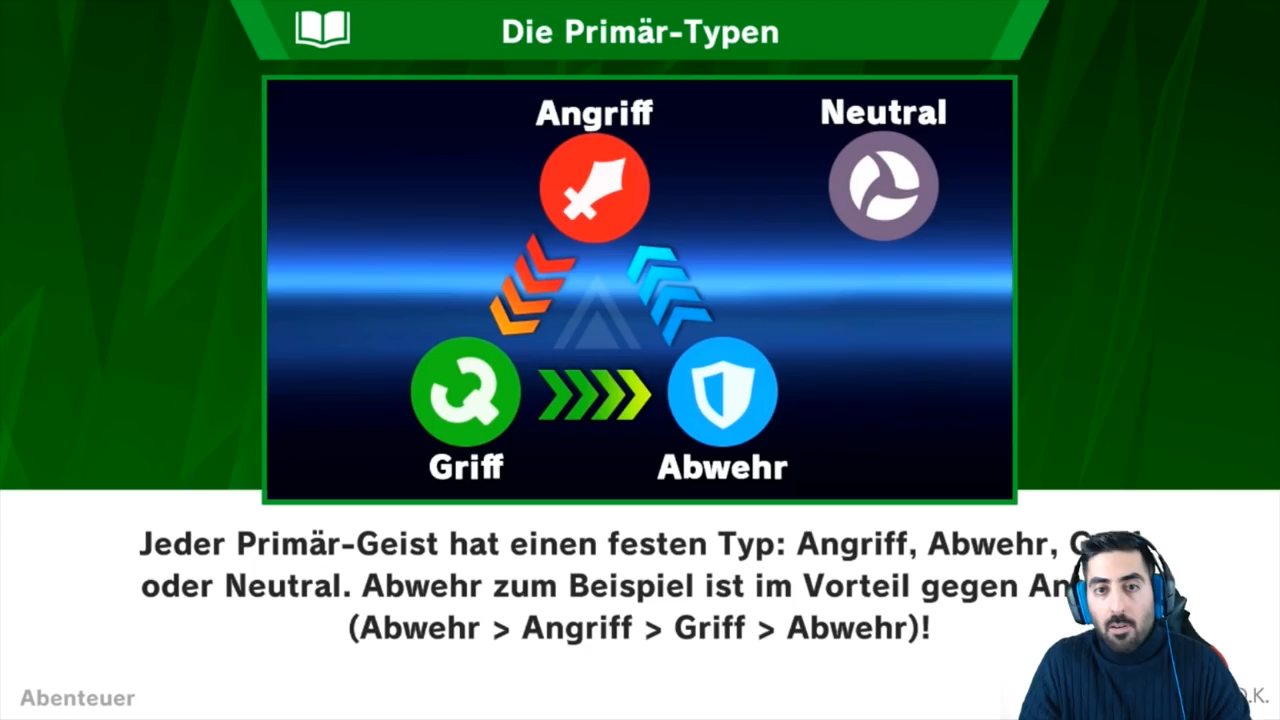 Die Primär-Typen
Angriff
Neutral
Griff
Abwehr
Jeder Primär-Geist hat einen festen Typ: Angriff, Abwehr,
oder Neutral. Abwehr zum Beispiel ist im Vorteil gegen
(Abwehr > Angriff > Griff > Abwehr)!
Abenteuer
O.K.